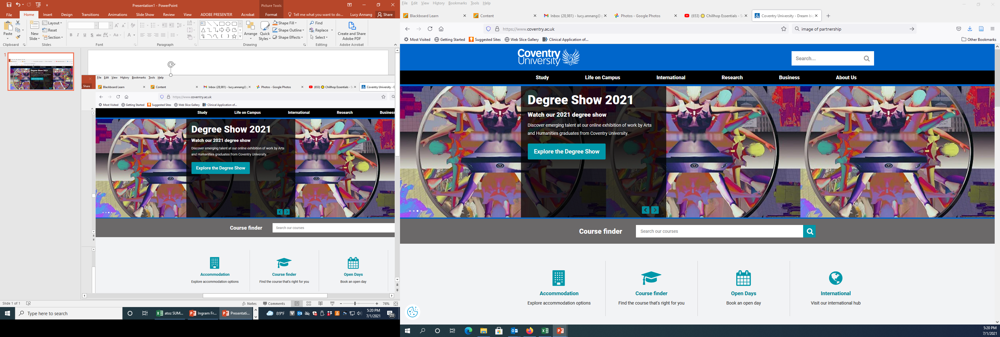 Presentation1 - PowerPoint
Picture Tools
File Home Insert Design Transitions Animations Slide Show Review View ADOBE PRESENTER Acrobat Format Tell me what you want to do... Lucy Annang Share
Paste
New
Slide
Layout
Reset
Section
Arrange
Quick
Styles
Shape Fill
Shape Outline
Shape Effects
Find
Replace
Select
Create and Share
Adobe PDF
Clipboard Slides Font Paragraph Drawing Editing Adobe Acrobat
1
Share
File Edit View History Bookmarks Tools Help
Blackboard Learn Content Inbox (28,981) - lucy.annang@ Photos - Google Photos (653) Chillhop Essentials - S Coventry University - D
https://www.coventry.ac.uk
Most Visited Getting Started Suggested Sites Web Slice Gallery Clinical Application of...
Study Life on Campus International Research Business
Degree Show 2021
Watch our 2021 degree show
Discover emerging talent at our online exhibition of work by Arts
and Humanities graduates from Coventry University.
Explore the Degree Show
Course finder Search our courses
Accommodation Course finder Open Days
Explore accommodation options Find the course that's right for you Book an open day
Slide 1 of 1 Notes Comments 76%
Type here to search atoz SUM... Ingram Fr... Presentati... 89°F 5:20 PM
7/1/2021 20
File Edit View History Bookmarks Tools Help
Blackboard Learn Content Inbox (28,981) - lucy.annang@g Photos - Google Photos (653) Chillhop Essentials - S Coventry University - Dream big
https://www.coventry.ac.uk image of partnership
Most Visited Getting Started Suggested Sites Web Slice Gallery Clinical Application of... Other Bookmarks
Coventry
University
Search...
Study Life on Campus International Research Business About Us
Degree Show 2021
Watch our 2021 degree show
Discover emerging talent at our online exhibition of work by Arts
and Humanities graduates from Coventry University.
Explore the Degree Show
Course finder Search our courses
Accommodation Course finder Open Days International
Explore accommodation options Find the course that's right for you Book an open day Visit our international hub
5:20 PM
7/1/2021